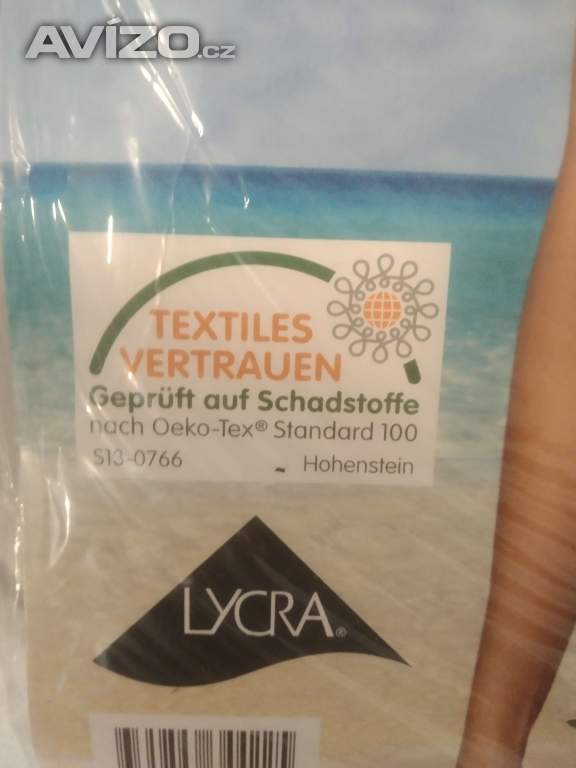 AVÍZO.cz
TEXTILES
VERTRAUEN
Geprüft auf Schadstoffe
nach Oeko-Tex® Standard 100
S13-0766 - Hohenstein
LYCRA®